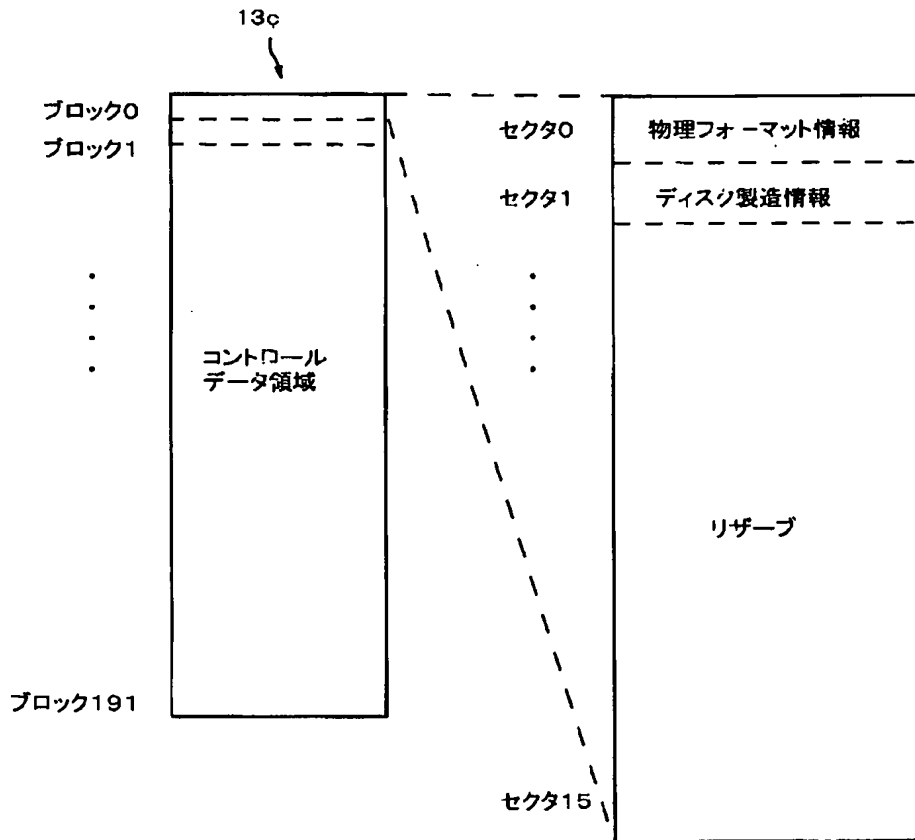 13c
ブロック0
ブロック1
コントロール
データ領域
ブロック191
セクタ0
物理フォーマット情報
セクタ1
ディスク製造情報
リザーブ
セクタ15